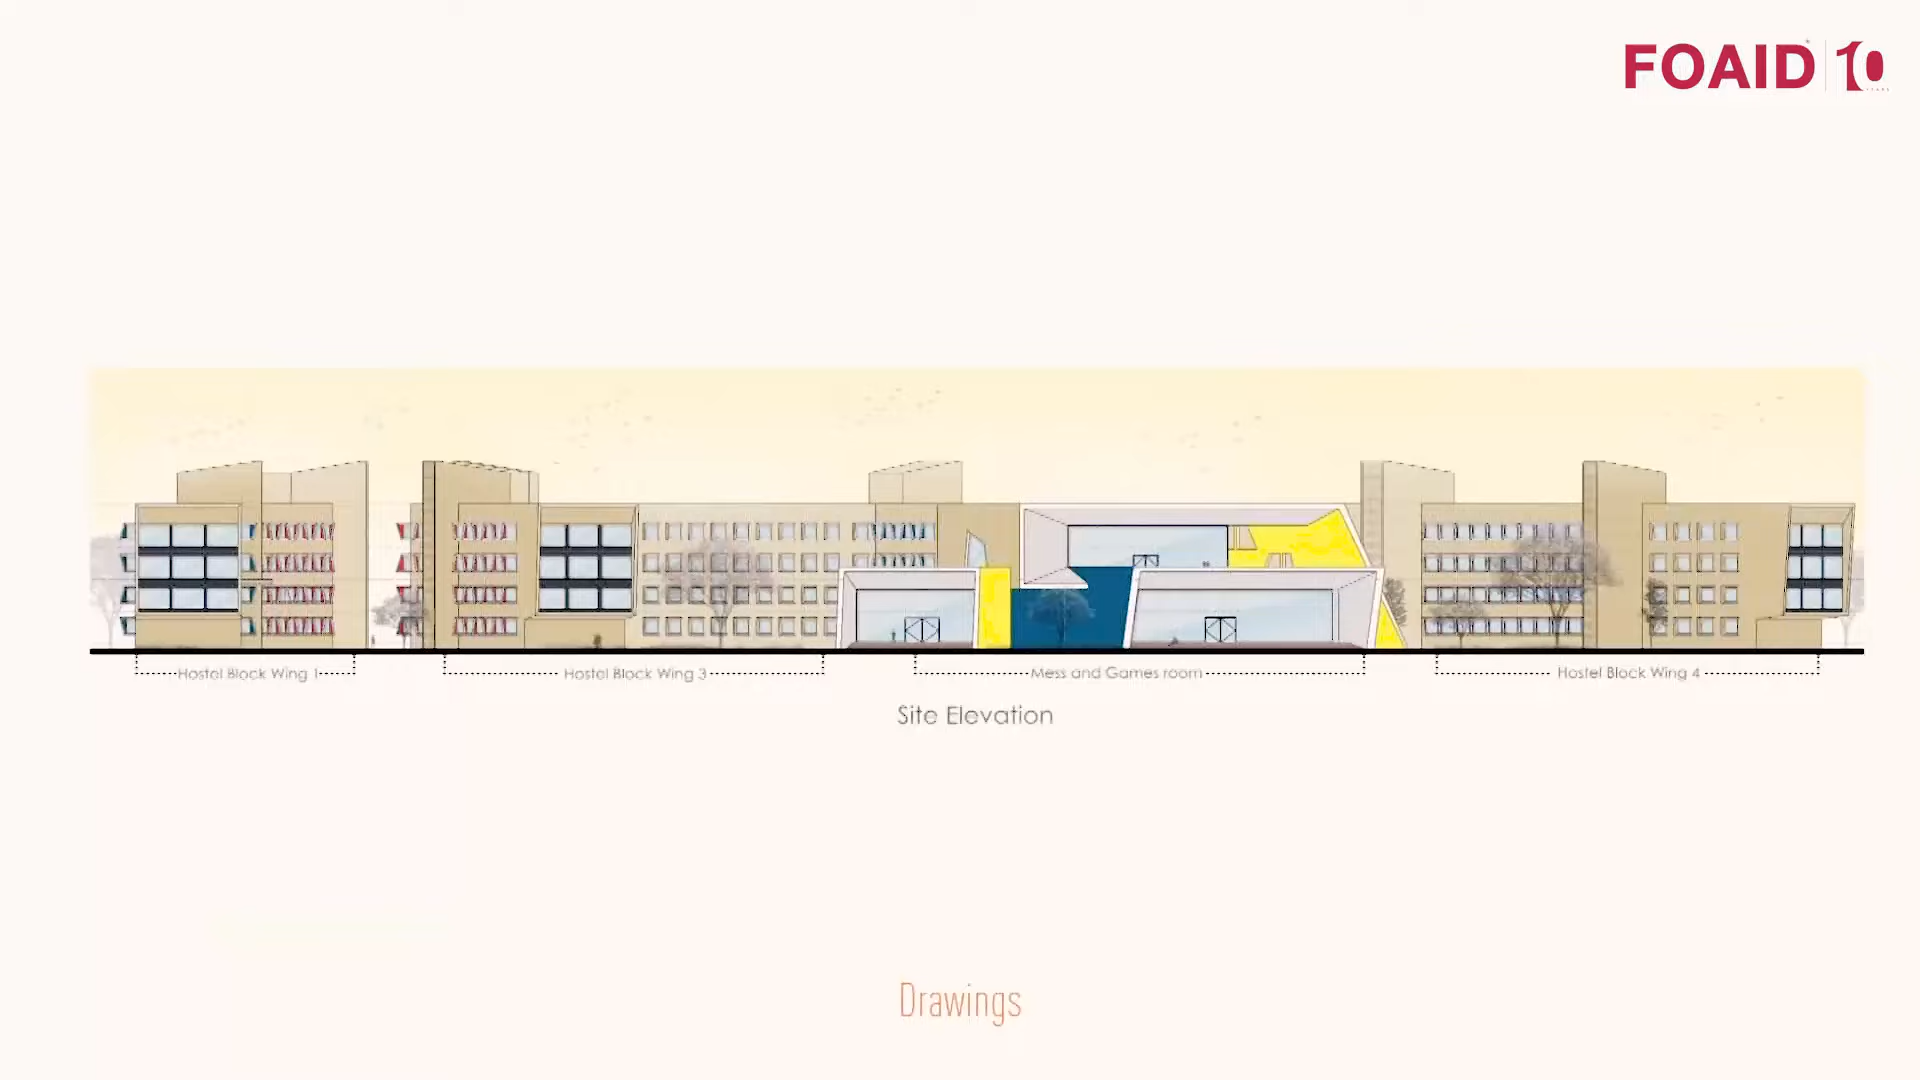 FOAID 10
YEARS
Hostel Block Wing 1
Hostel Block Wing 3
Mess and Games room
Hostel Block Wing 4
Site Elevation
Drawings